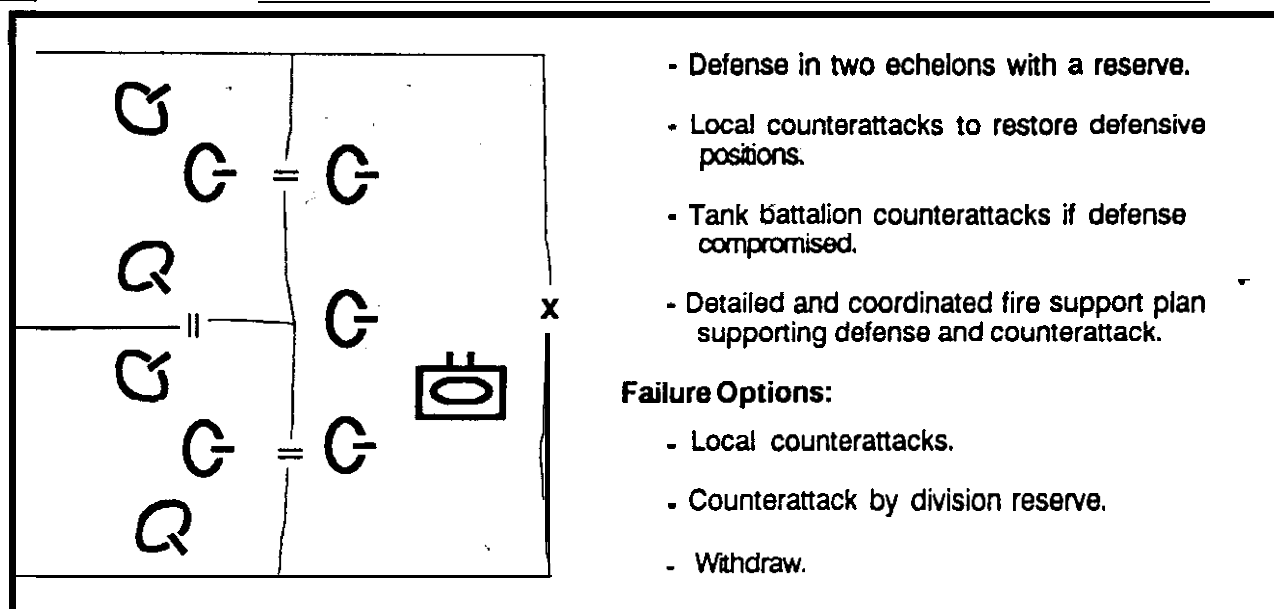 - Defense in two echelons with a reserve.
- Local counterattacks to restore defensive
positions.
- Tank battalion counterattacks if defense
compromised.
X
- Detailed and coordinated fire support plan
supporting defense and counterattack.
Failure Options:
- Local counterattacks.
- Counterattack by division reserve.
- Withdraw.